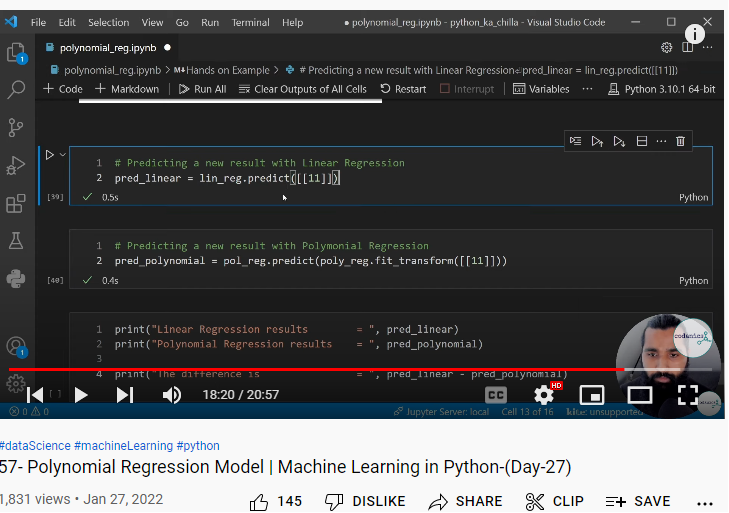 File Edit Selection View Go Run Terminal Help ● polynomial_reg.ipynb - python_ka_chilla - Visual Studio Code
polynomial_reg.ipynb ●
polynomial_reg.ipynb > M↓Hands on Example > # Predicting a new result with Linear Regression pred_linear = lin_reg.predict([[11]])
+ Code + Markdown | Run All Clear Outputs of All Cells Restart Interrupt | Variables ... Python 3.10.1 64-bit
1 # Predicting a new result with Linear Regression
2 pred_linear = lin_reg.predict([[11]])
[39] ✓ 0.5s Python
1 # Predicting a new result with Polymonial Regression
2 pred_polynomial = pol_reg.predict(poly_reg.fit_transform([[11]]))
[40] ✓ 0.4s Python
1 print("Linear Regression results = ", pred_linear)
2 print("Polynomial Regression results = ", pred_polynomial)
3
4 print("The difference is = ", pred_linear - pred_polynomial)
codanics
18:20 / 20:57 CC HD
0 0 Jupyter Server: local Cell 13 of 16 unsupported
#dataScience #machineLearning #python
57- Polynomial Regression Model | Machine Learning in Python-(Day-27)
1,831 views • Jan 27, 2022 145 DISLIKE SHARE CLIP SAVE ...